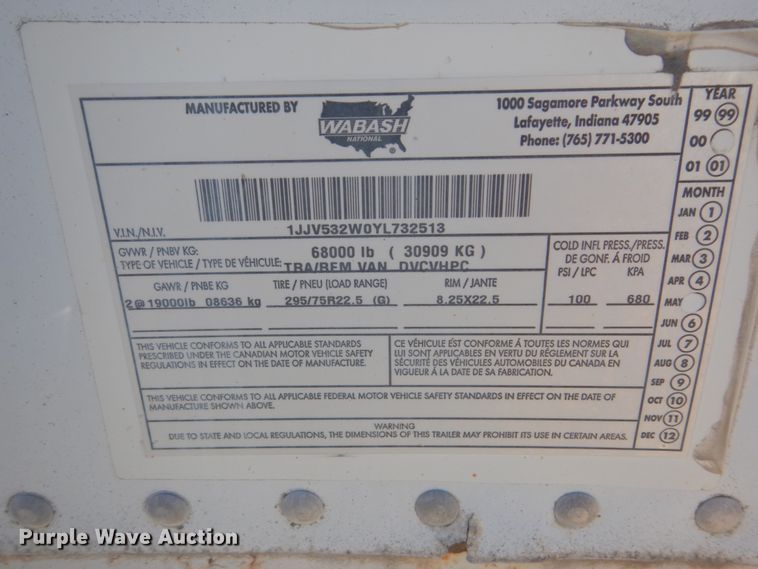 MANUFACTURED BY
WABASH
NATIONAL
1000 Sagamore Parkway South
Lafayette, Indiana 47905
Phone: (765) 771-5300
YEAR
99 99
00
01 01
MONTH
JAN 1
FEB 2
MAR 3
APR 4
MAY
JUN 6
JUL 7
AUG 8
SEP 9
OCT 10
NOV 11
DEC 12
V.I.N./N.I.V. 1JJV532W0YL732513
GVWR / PNBV KG: 68000 lb ( 30909 KG )
TYPE OF VEHICLE / TYPE DE VÉHICULE: TRA/REM VAN DVCVHPC
COLD INFL PRESS./PRESS.
DE GONF. Á FROID
PSI / LPC KPA
GAWR / PNBE KG TIRE / PNEU (LOAD RANGE) RIM / JANTE
2@19000lb 08636 kg 295/75R22.5 (G) 8.25X22.5 100 680
THIS VEHICLE CONFORMS TO ALL APPLICABLE STANDARDS
PRESCRIBED UNDER THE CANADIAN MOTOR VEHICLE SAFETY
REGULATIONS IN EFFECT ON THE DATE OF MANUFACTURE.
CE VÉHICULE EST CONFORME Á TOUTES LES NORMES QUI
LUI SONT APPLICABLES EN VERTU DU RÉGLEMENT SUR LA
SÉCURITÉ DES VÉHICULES AUTOMOBILES DU CANADA EN
VIGUEUR Á LA DATE DE SA FABRICATION.
THIS VEHICLE CONFORMS TO ALL APPLICABLE FEDERAL MOTOR VEHICLE SAFETY STANDARDS IN EFFECT ON THE DATE OF
MANUFACTURE SHOWN ABOVE.
WARNING
DUE TO STATE AND LOCAL REGULATIONS, THE DIMENSIONS OF THIS TRAILER MAY PROHIBIT ITS USE IN CERTAIN AREAS.
Purple Wave Auction